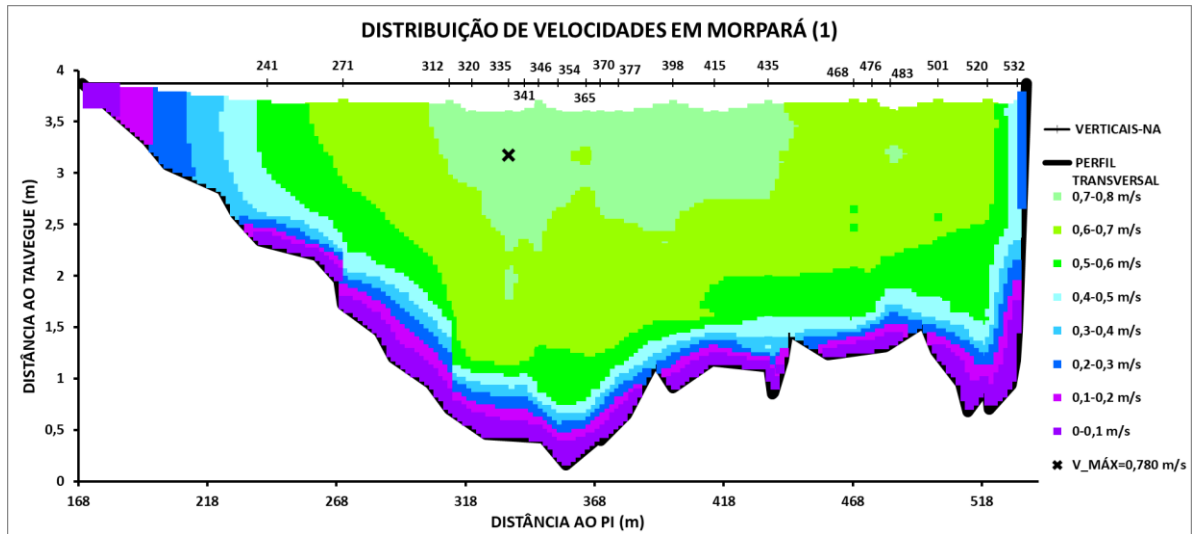 DISTRIBUIÇÃO DE VELOCIDADES EM MORPARÁ (1)
241 271 312 320 335 346 354 370 377 398 415 435 468 476 483 501 520 532
341 365
4
3,5
3
2,5
2
1,5
1
0,5
0
DISTÂNCIA AO TALVEGUE (m)
168 218 268 318 368 418 468 518
DISTÂNCIA AO PI (m)
VERTICAIS-NA
PERFIL
TRANSVERSAL
0,7-0,8 m/s
0,6-0,7 m/s
0,5-0,6 m/s
0,4-0,5 m/s
0,3-0,4 m/s
0,2-0,3 m/s
0,1-0,2 m/s
0-0,1 m/s
V_MÁX=0,780 m/s